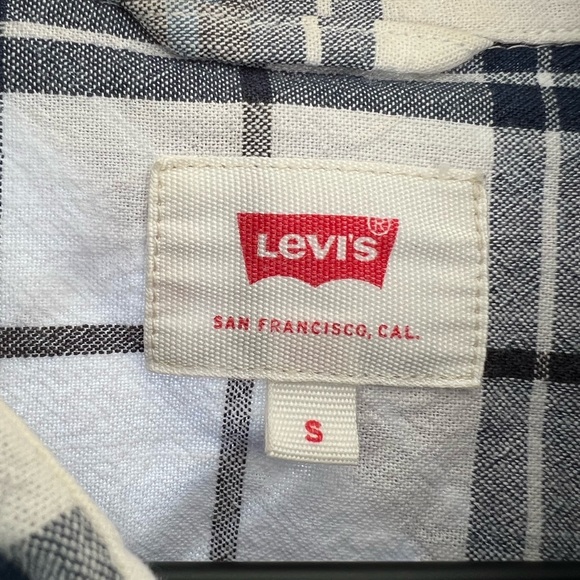 Levi's®
SAN FRANCISCO, CAL.
S